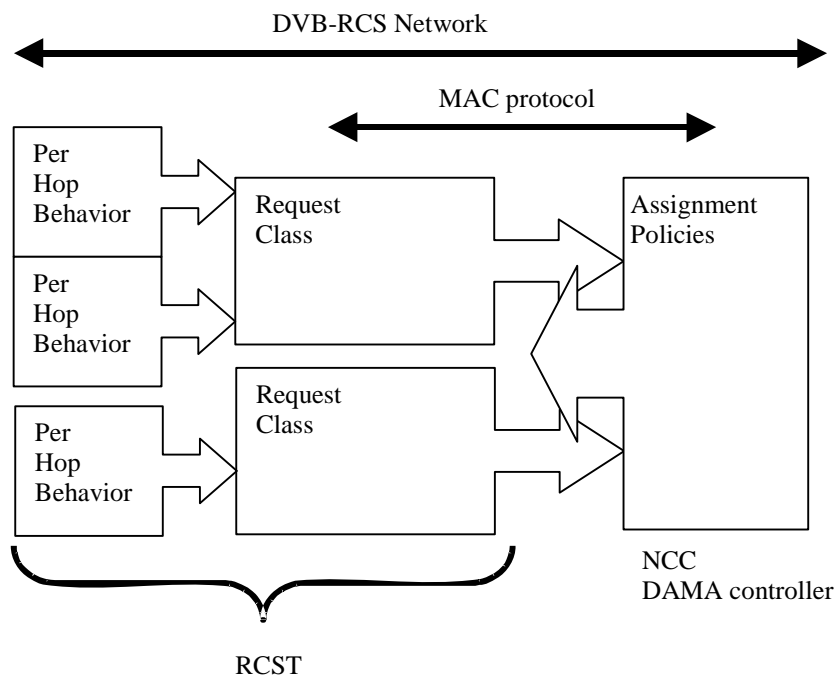 DVB-RCS Network
MAC protocol
Per
Hop
Behavior
Request
Class
Assignment
Policies
Per
Hop
Behavior
Request
Class
Per
Hop
Behavior
NCC
DAMA controller
RCST